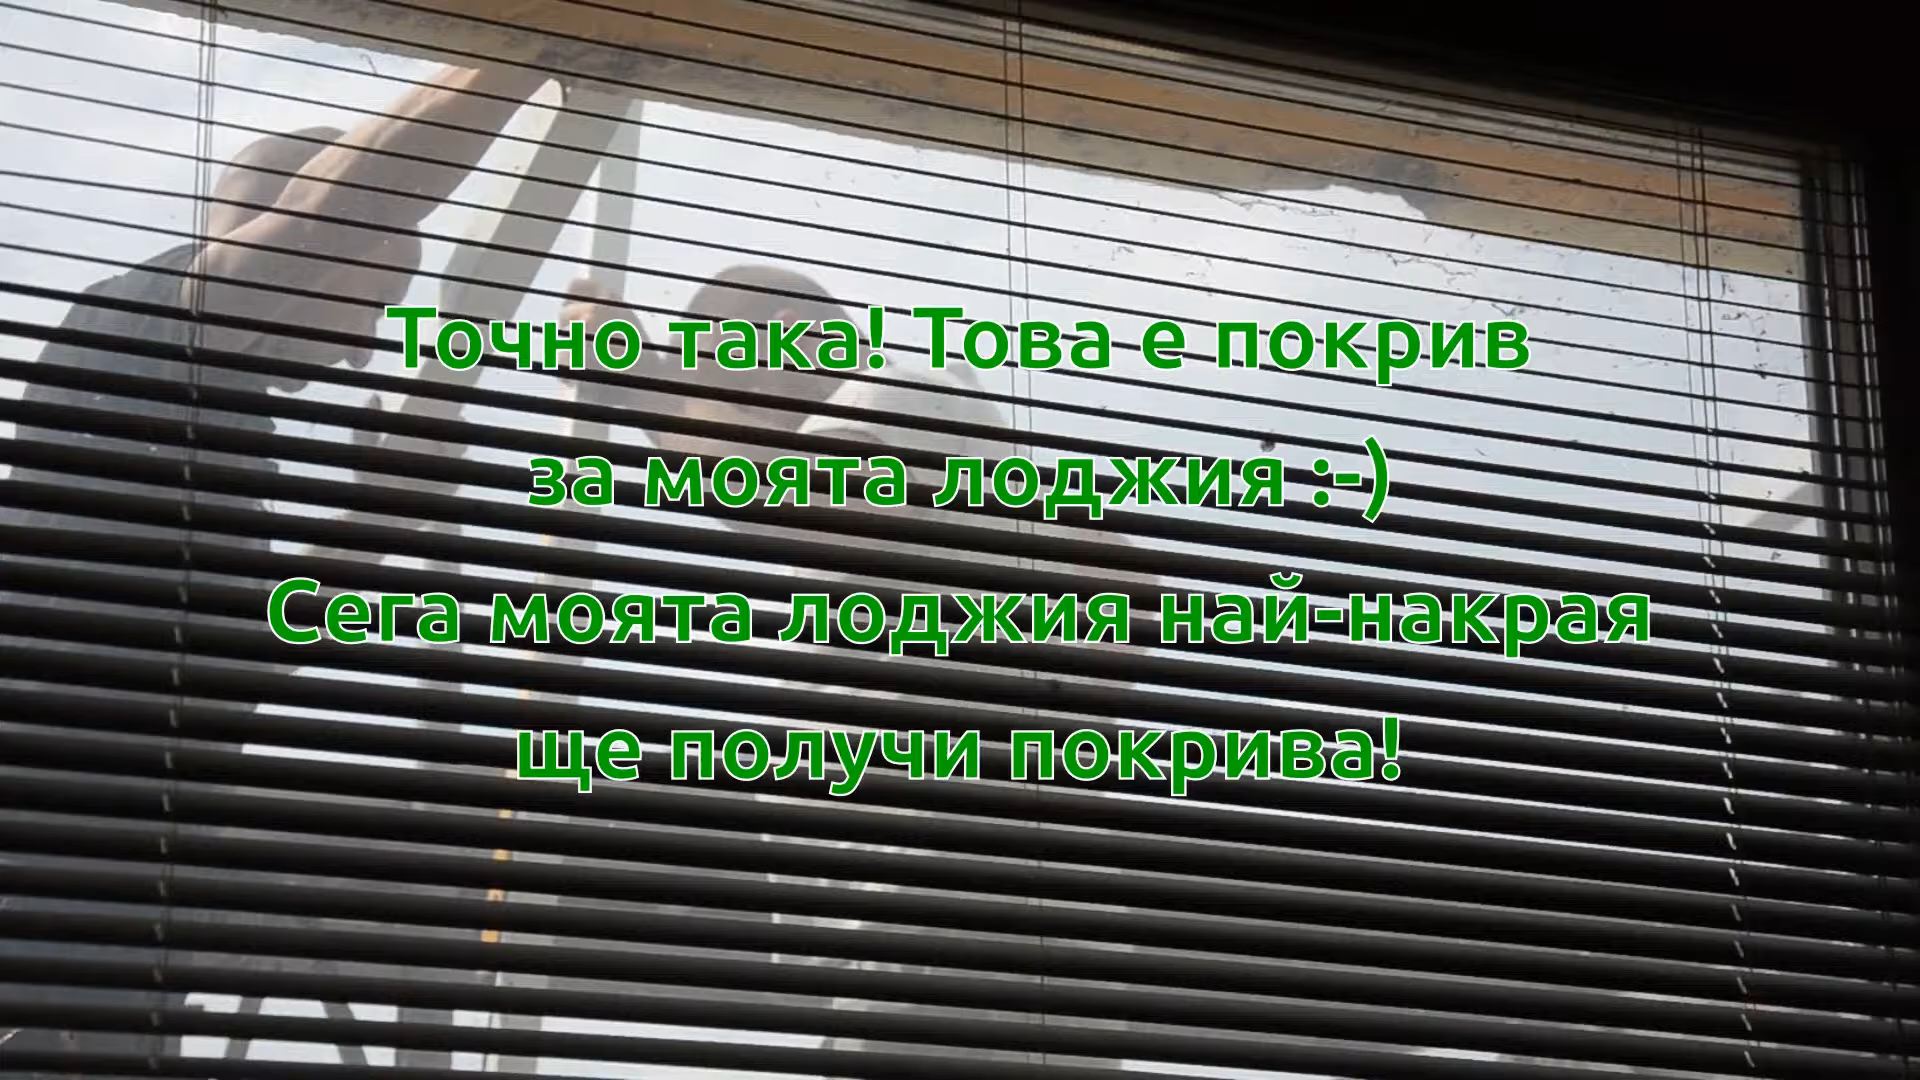 Точно така! Това е покрив
за моята лоджия :-)
Сега моята лоджия най-накрая
ще получи покрива!